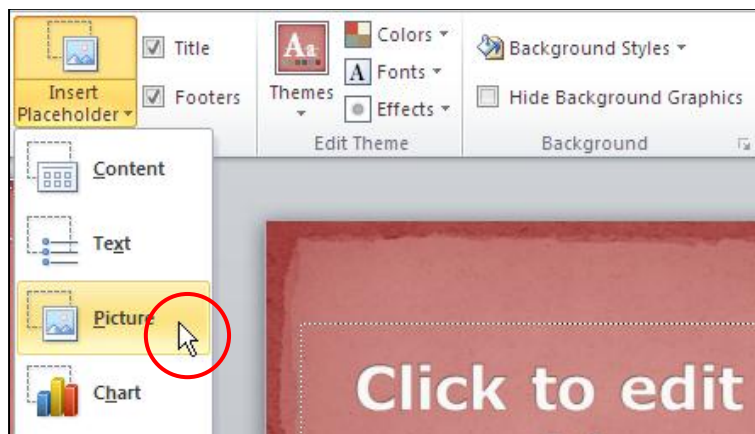 Insert
Placeholder
Title
Footers
Aa
Themes
Colors
A Fonts
Effects
Edit Theme
Background Styles
Hide Background Graphics
Background
Content
Text
Picture
Chart
Click to edit